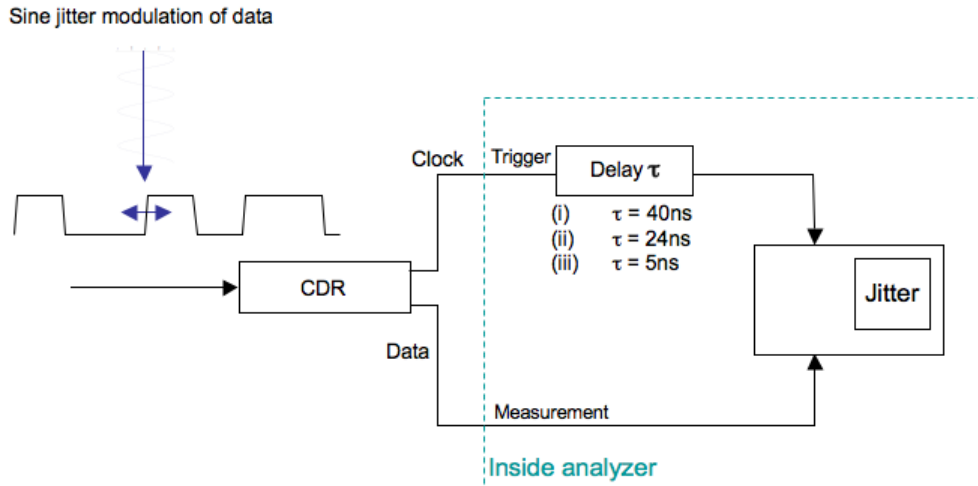 Sine jitter modulation of data
Clock
Trigger
Delay τ
(i) τ = 40ns
(ii) τ = 24ns
(iii) τ = 5ns
CDR
Jitter
Data
Measurement
Inside analyzer